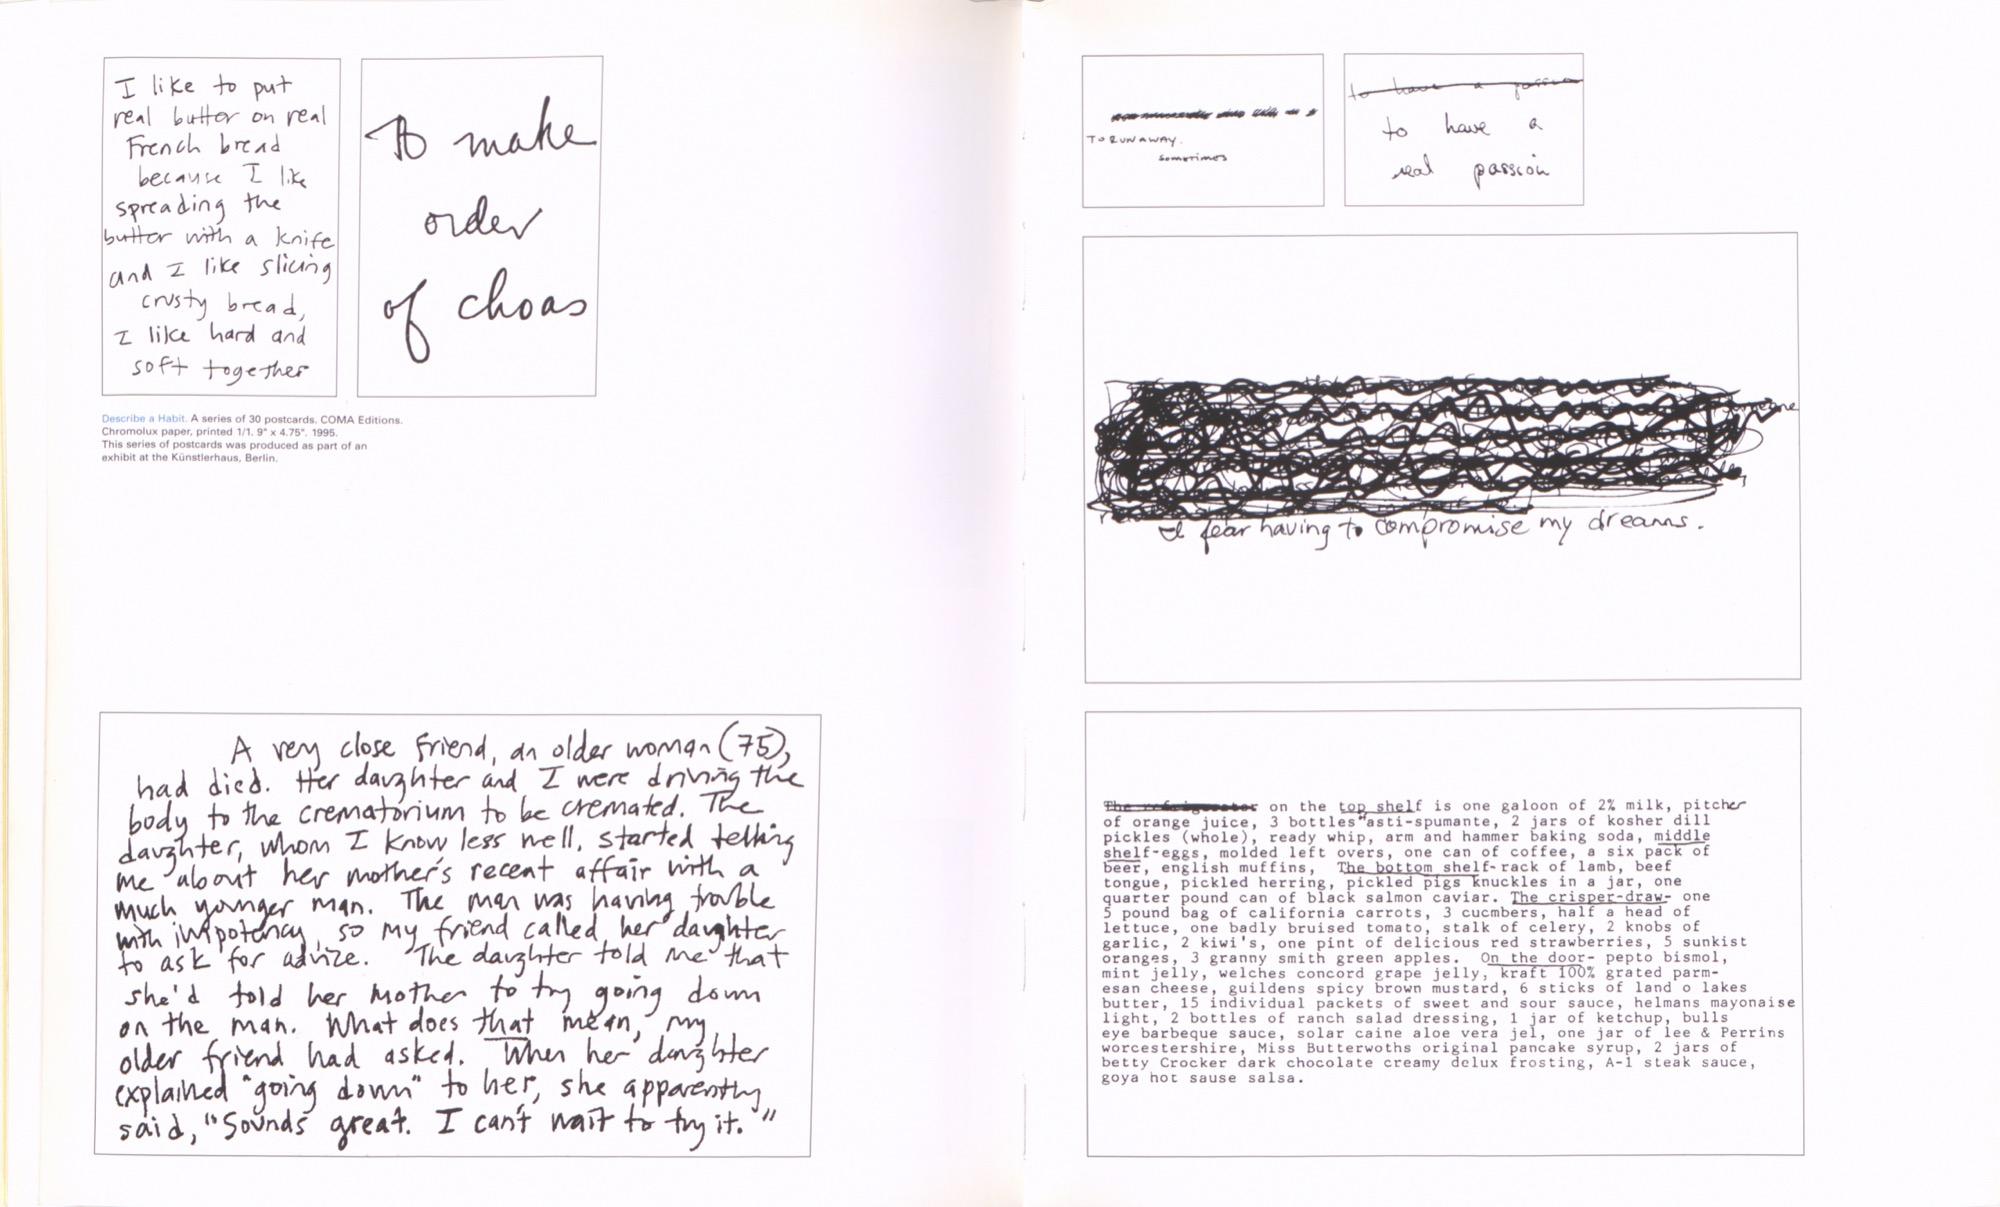 I like to put
real butter on real
French bread
because I like
spreading the
butter with a knife
and I like slicing
crusty bread,
I like hard and
soft together
To make
order
of choas
Describe a Habit. A series of 30 postcards. COMA Editions.
Chromolux paper, printed 1/1. 9" x 4.75". 1995.
This series of postcards was produced as part of an
exhibit at the Künstlerhaus, Berlin.
A very close friend, an older woman (75),
had died. Her daughter and I were driving the
body to the crematorium to be cremated. The
daughter, whom I know less well, started telling
me about her mother's recent affair with a
much younger man. The man was having trouble
with impotency, so my friend called her daughter
to ask for advize. The daughter told me that
she'd told her mother to try going down
on the man. What does that mean, my
older friend had asked. When her daughter
explained "going down" to her, she apparently
said, "Sounds great. I can't wait to try it."
TO RUN AWAY.
sometimes
to have a passion
to have a
real passion
I fear having to compromise my dreams.
The refrigerator on the top shelf is one galoon of 2% milk, pitcher
of orange juice, 3 bottles "asti-spumante, 2 jars of kosher dill
pickles (whole), ready whip, arm and hammer baking soda, middle
shelf-eggs, molded left overs, one can of coffee, a six pack of
beer, english muffins, The bottom shelf-rack of lamb, beef
tongue, pickled herring, pickled pigs knuckles in a jar, one
quarter pound can of black salmon caviar. The crisper-draw- one
5 pound bag of california carrots, 3 cucmbers, half a head of
lettuce, one badly bruised tomato, stalk of celery, 2 knobs of
garlic, 2 kiwi's, one pint of delicious red strawberries, 5 sunkist
oranges, 3 granny smith green apples. On the door- pepto bismol,
mint jelly, welches concord grape jelly, kraft 100% grated parm-
esan cheese, guildens spicy brown mustard, 6 sticks of land o lakes
butter, 15 individual packets of sweet and sour sauce, helmans mayonaise
light, 2 bottles of ranch salad dressing, 1 jar of ketchup, bulls
eye barbeque sauce, solar caine aloe vera jel, one jar of lee & Perrins
worcestershire, Miss Butterwoths original pancake syrup, 2 jars of
betty Crocker dark chocolate creamy delux frosting, A-1 steak sauce,
goya hot sause salsa.